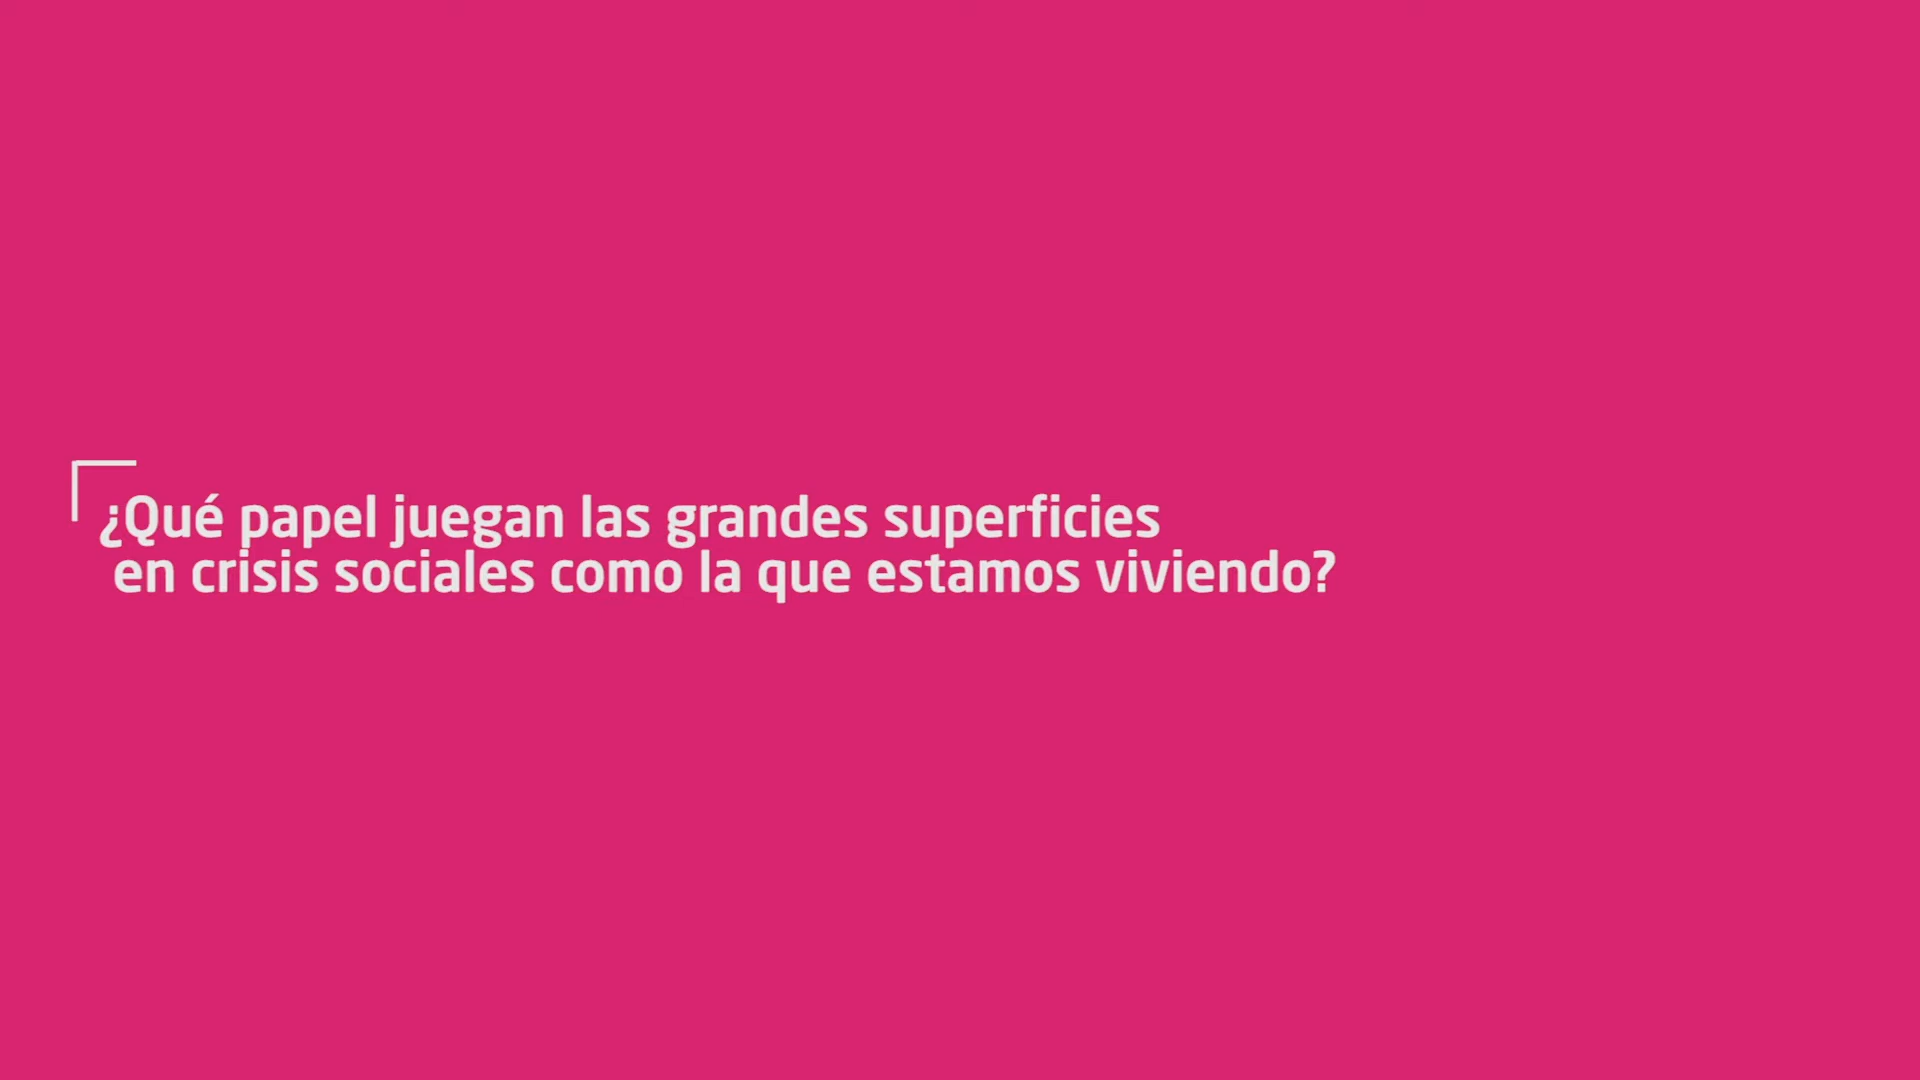 ¿Qué papel juegan las grandes superficies
en crisis sociales como la que estamos viviendo?